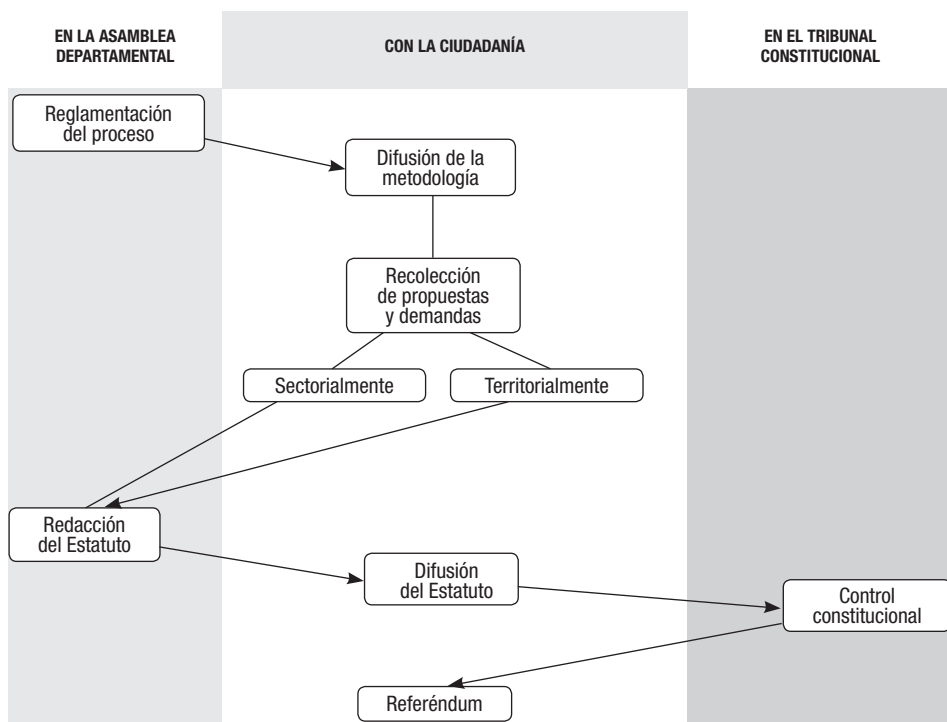 EN LA ASAMBLEA
DEPARTAMENTAL
CON LA CIUDADANÍA
EN EL TRIBUNAL
CONSTITUCIONAL
Reglamentación
del proceso
Difusión de la
metodología
Recolección
de propuestas
y demandas
Sectorialmente
Territorialmente
Redacción
del Estatuto
Difusión
del Estatuto
Control
constitucional
Referéndum